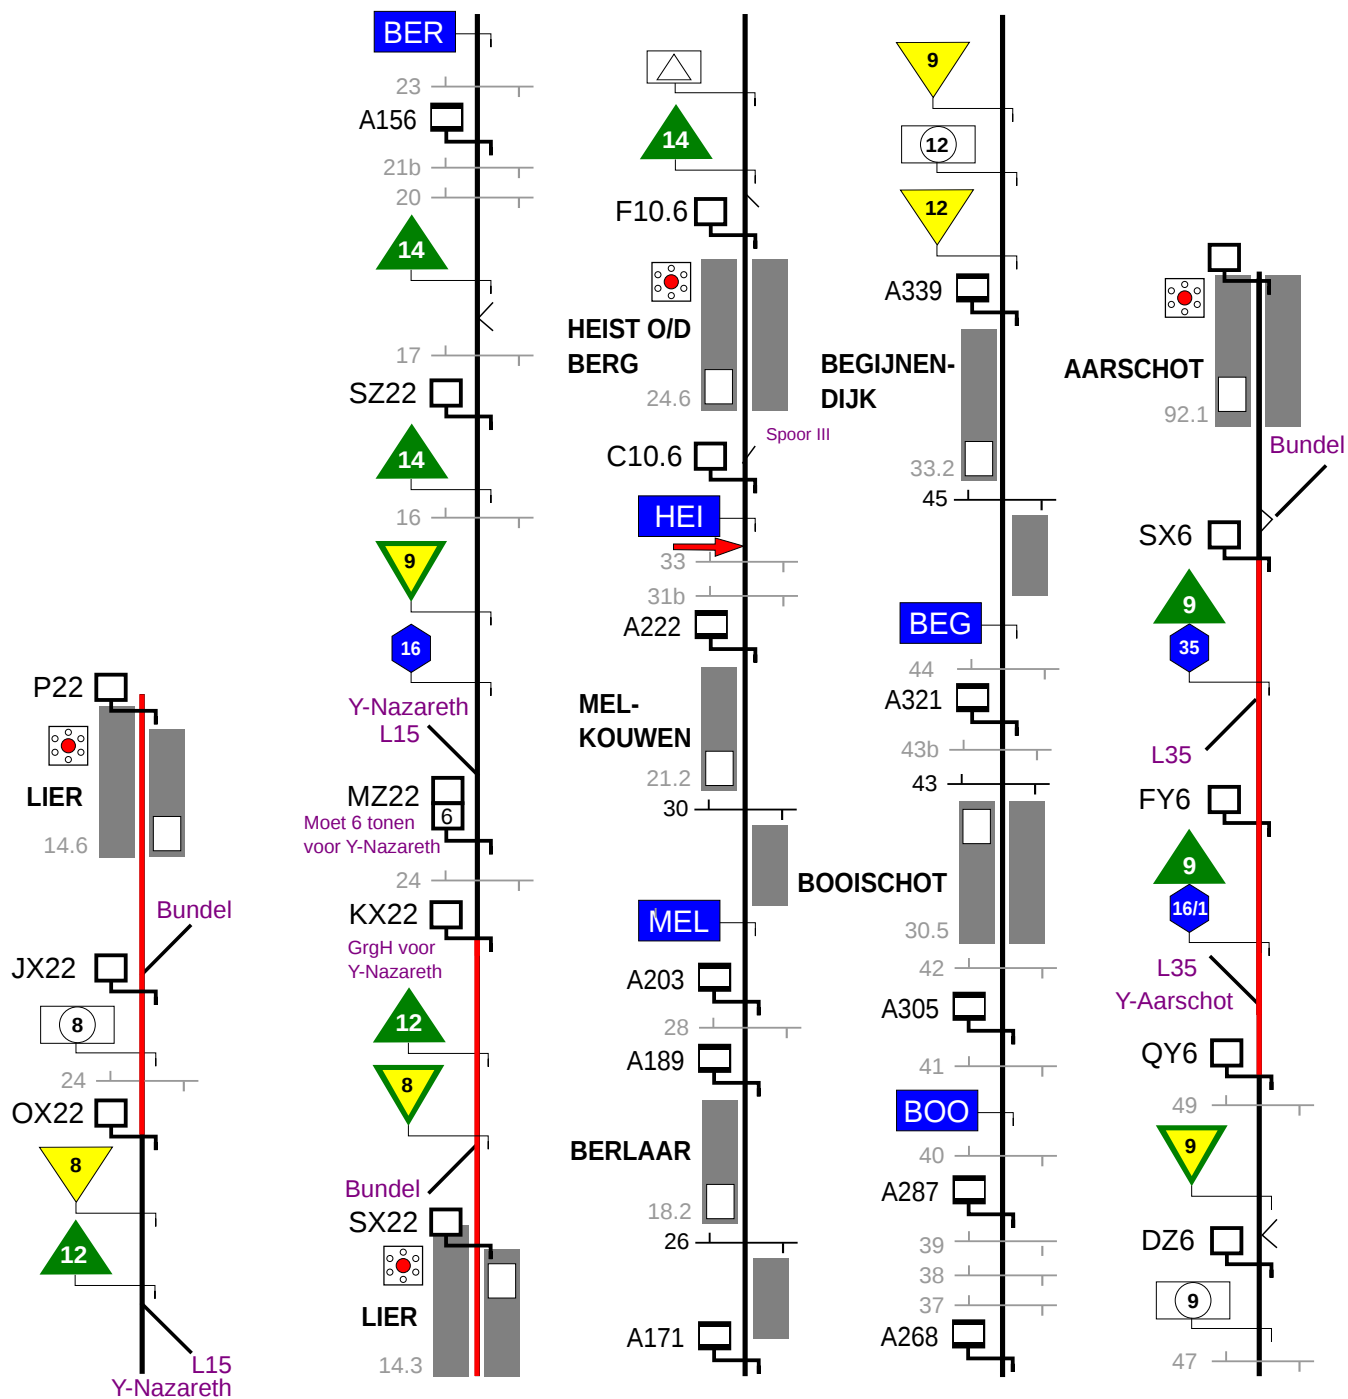 P22
LIER
14.6
Bundel
JX22
8
24
OX22
8
12
L15
Y-Nazareth
BER
23
A156
21b
20
14
17
SZ22
14
16
9
16
Y-Nazareth
L15
MZ22
6
Moet 6 tonen
voor Y-Nazareth
24
KX22
GrgH voor
Y-Nazareth
12
8
Bundel
SX22
LIER
14.3
14
F10.6
HEIST O/D
BERG
24.6
Spoor III
C10.6
HEI
33
31b
A222
MEL-
KOUWEN
21.2
30
MEL
A203
28
A189
BERLAAR
18.2
26
A171
9
12
12
A339
BEGIJNEN-
DIJK
33.2
45
BEG
44
A321
43b
43
BOOISCHOT
30.5
42
A305
41
BOO
40
A287
39
38
37
A268
AARSCHOT
92.1
Bundel
SX6
9
35
L35
FY6
9
16/1
L35
Y-Aarschot
QY6
49
9
DZ6
9
47